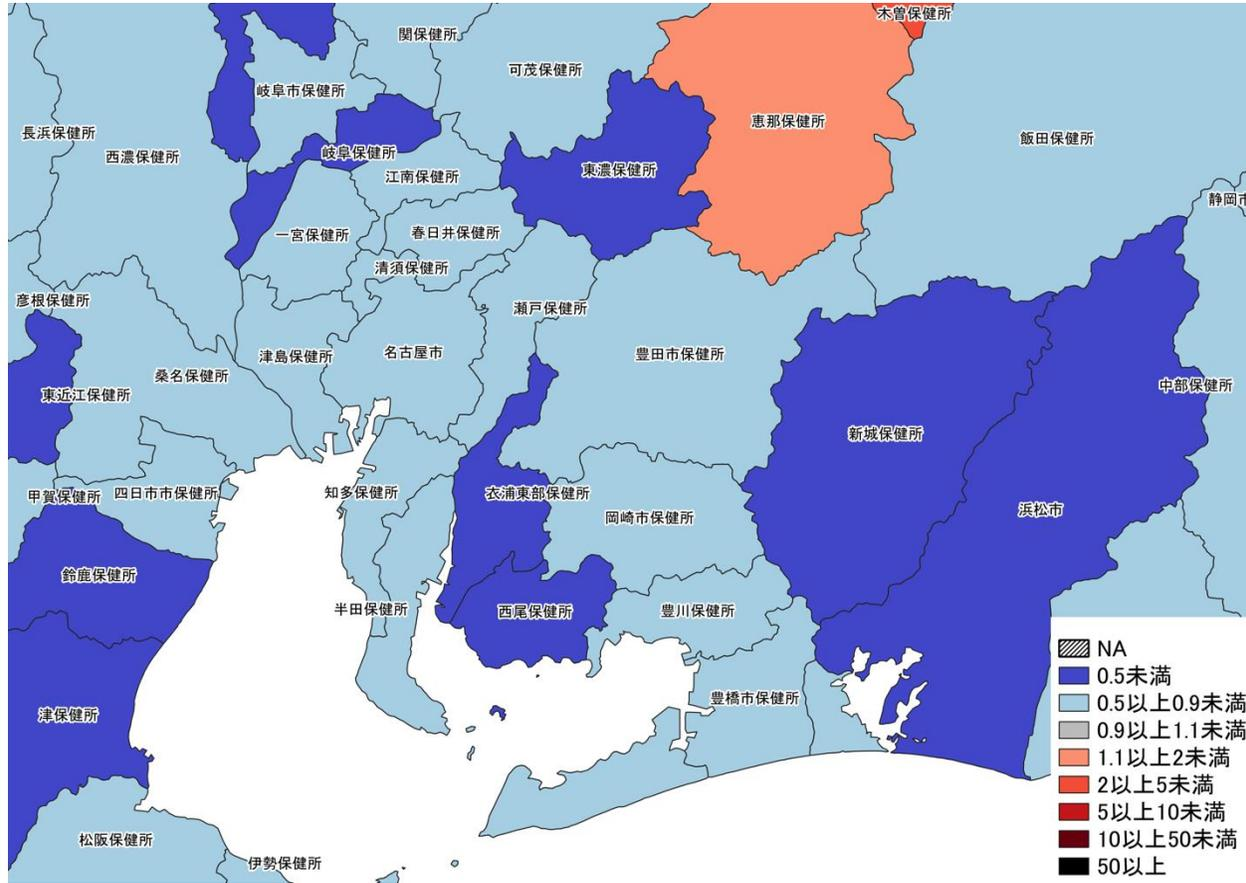 木曽保健所
関保健所
可茂保健所
岐阜市保健所
恵那保健所
長浜保健所
飯田保健所
西濃保健所
岐阜保健所
東濃保健所
江南保健所
静岡市
春日井保健所
一宮保健所
清須保健所
彦根保健所
瀬戸保健所
津島保健所
名古屋市
豊田市保健所
桑名保健所
中部保健所
東近江保健所
新城保健所
甲賀保健所
四日市市保健所
知多保健所
衣浦東部保健所
岡崎市保健所
浜松市
鈴鹿保健所
半田保健所
西尾保健所
豊川保健所
津保健所
豊橋市保健所
松阪保健所
伊勢保健所
NA
0.5未満
0.5以上0.9未満
0.9以上1.1未満
1.1以上2未満
2以上5未満
5以上10未満
10以上50未満
50以上